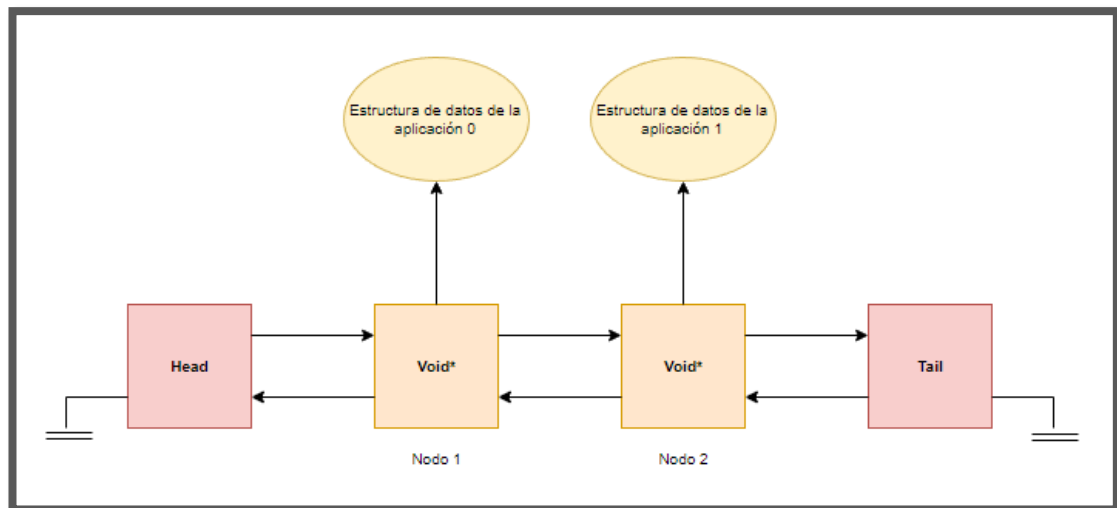 Estructura de datos de la
aplicación 0
Estructura de datos de la
aplicación 1
Head
Void*
Void*
Tail
Nodo 1
Nodo 2